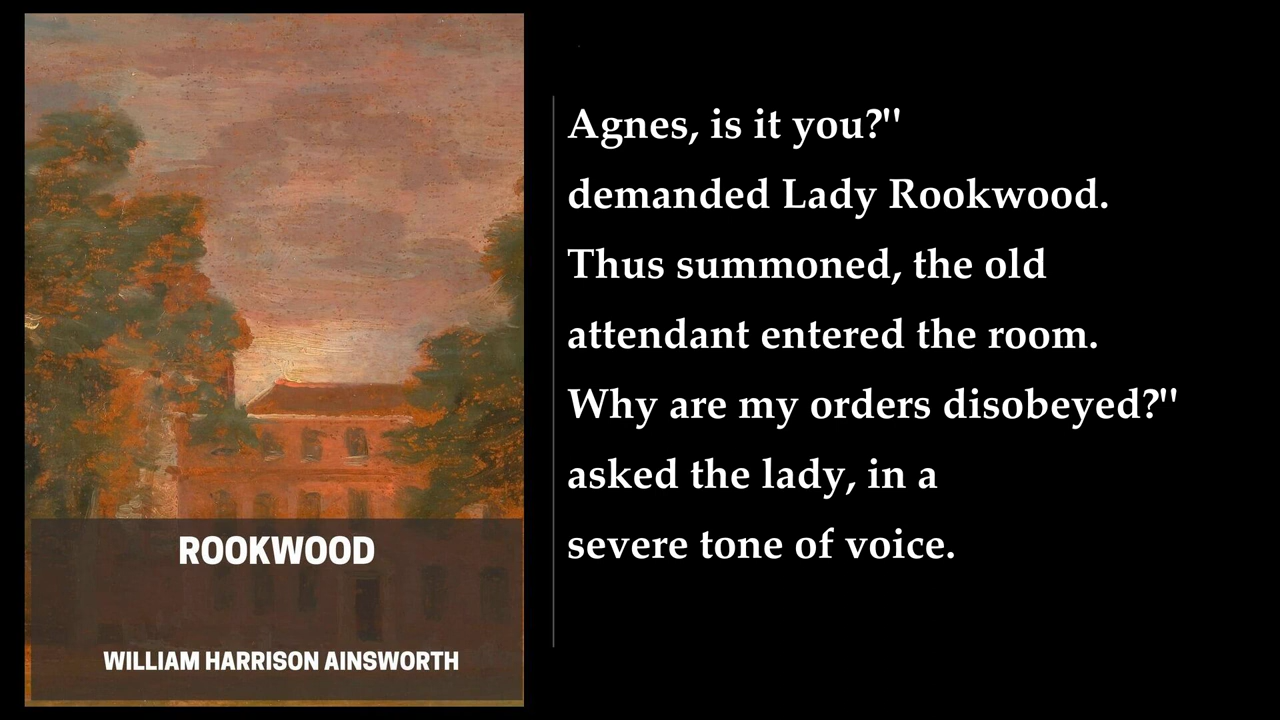 ROOKWOOD
WILLIAM HARRISON AINSWORTH
Agnes, is it you?"
demanded Lady Rookwood.
Thus summoned, the old
attendant entered the room.
Why are my orders disobeyed?"
asked the lady, in a
severe tone of voice.